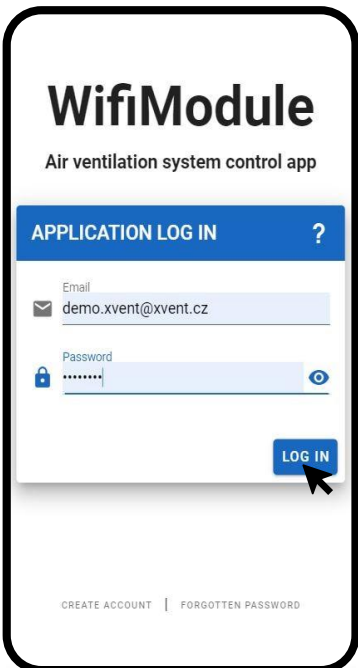 WifiModule
Air ventilation system control app
APPLICATION LOG IN ?
Email
demo.xvent@xvent.cz
Password
••••••••
LOG IN
CREATE ACCOUNT | FORGOTTEN PASSWORD